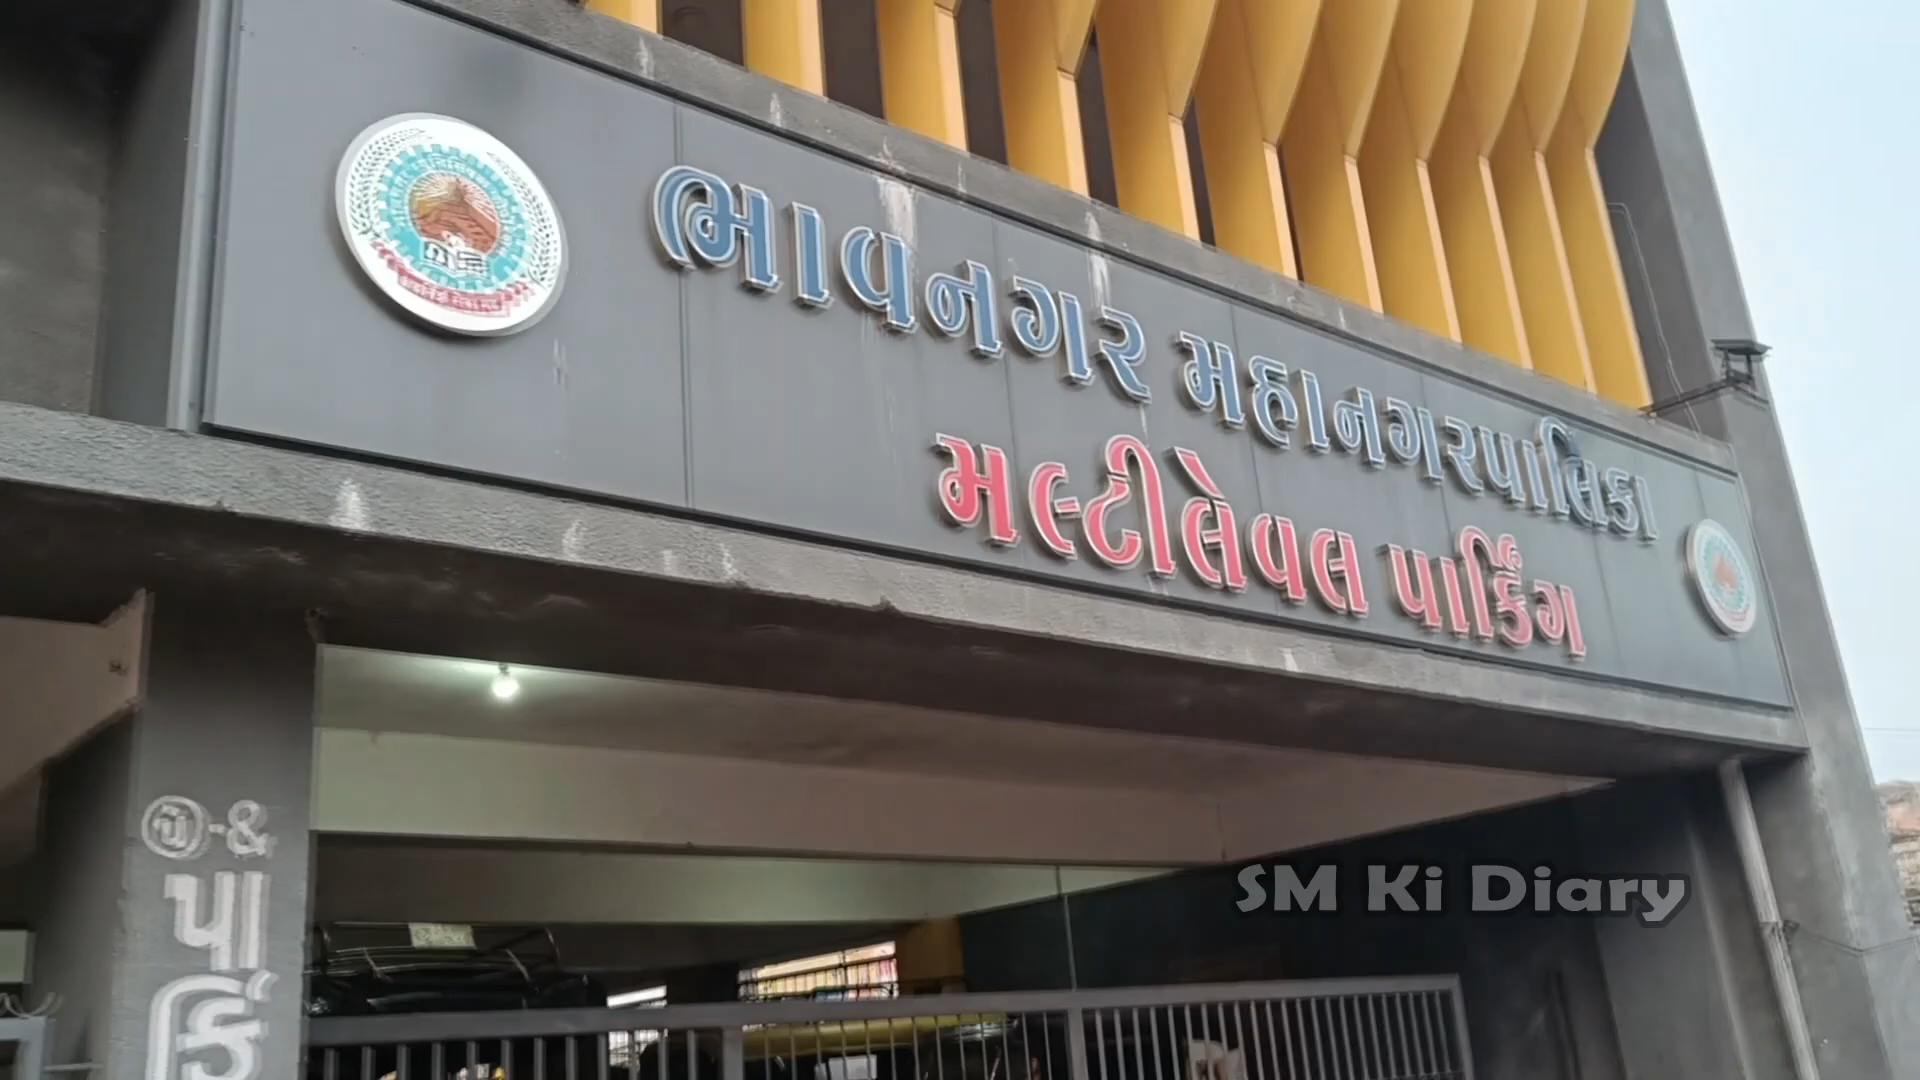 ભાવનગર મહાનગરપાલિકા
મલ્ટીલેવલ પાર્કિંગ
SM Ki Diary
પે-&
પાર્કિં